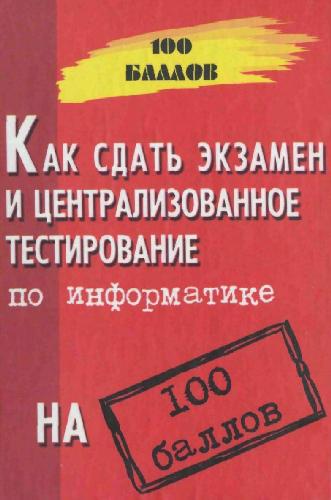 100
БАЛЛОВ
КАК СДАТЬ ЭКЗАМЕН
И ЦЕНТРАЛИЗОВАННОЕ
ТЕСТИРОВАНИЕ
по информатике
НА
100
баллов